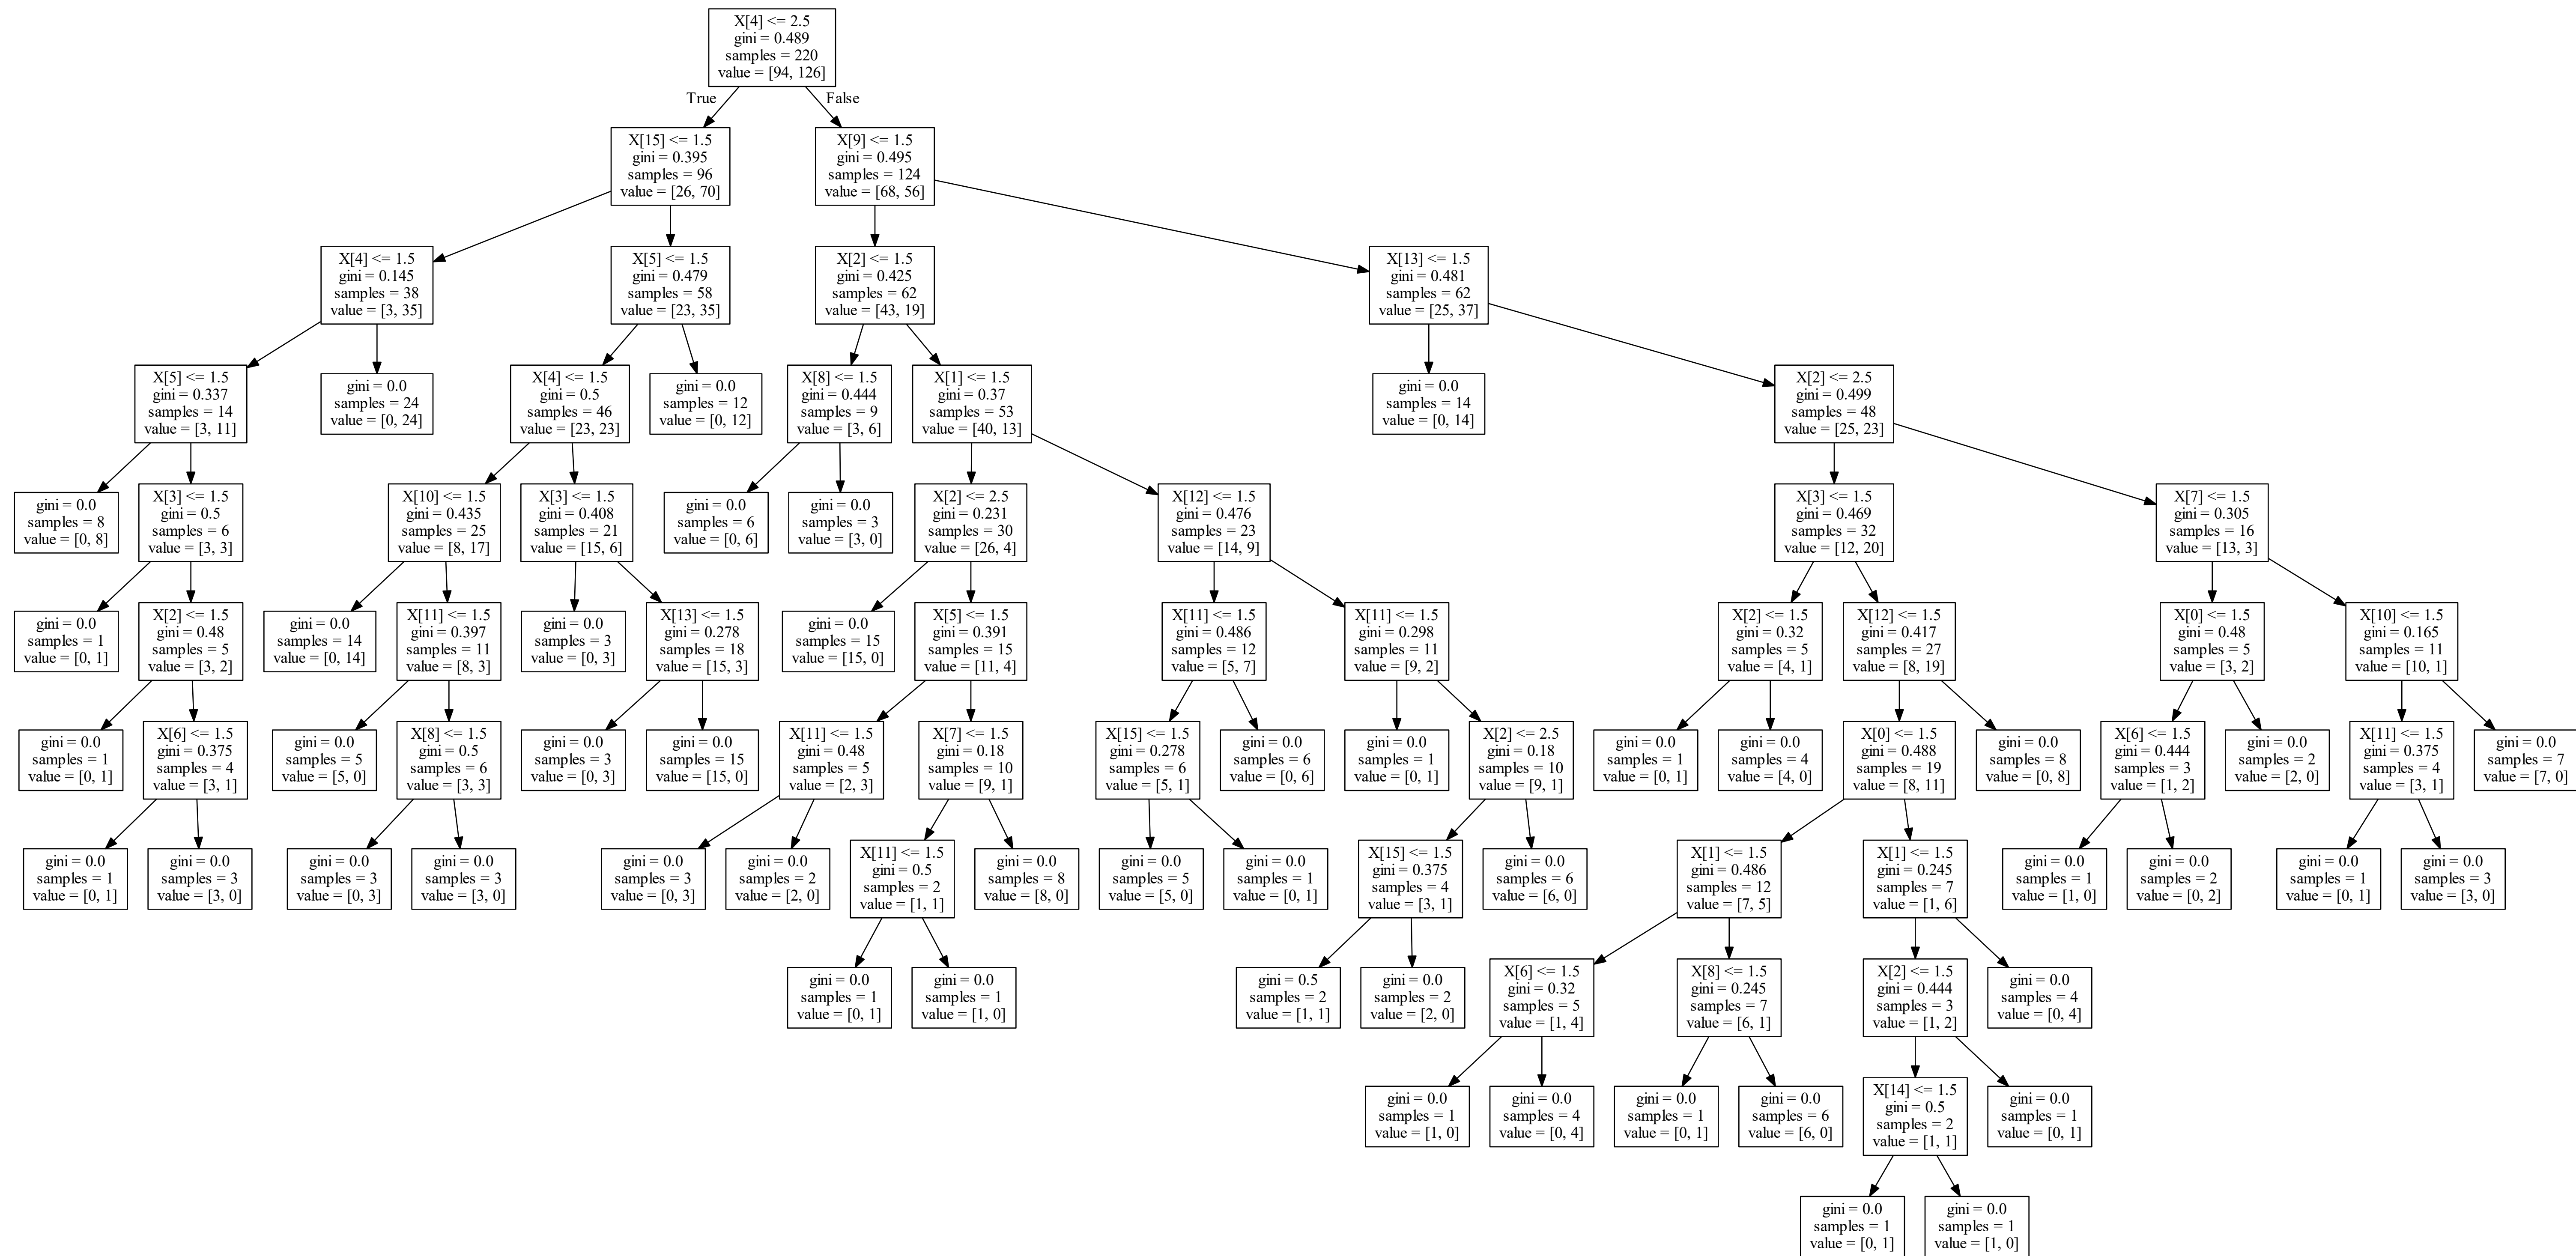 X[4] <= 2.5
gini = 0.489
samples = 220
value = [94, 126]
True
False
X[15] <= 1.5
gini = 0.395
samples = 96
value = [26, 70]
X[9] <= 1.5
gini = 0.495
samples = 124
value = [68, 56]
X[4] <= 1.5
gini = 0.145
samples = 38
value = [3, 35]
X[5] <= 1.5
gini = 0.479
samples = 58
value = [23, 35]
X[2] <= 1.5
gini = 0.425
samples = 62
value = [43, 19]
X[13] <= 1.5
gini = 0.481
samples = 62
value = [25, 37]
X[5] <= 1.5
gini = 0.337
samples = 14
value = [3, 11]
gini = 0.0
samples = 24
value = [0, 24]
X[4] <= 1.5
gini = 0.5
samples = 46
value = [23, 23]
gini = 0.0
samples = 12
value = [0, 12]
X[8] <= 1.5
gini = 0.444
samples = 9
value = [3, 6]
X[1] <= 1.5
gini = 0.37
samples = 53
value = [40, 13]
gini = 0.0
samples = 14
value = [0, 14]
X[2] <= 2.5
gini = 0.499
samples = 48
value = [25, 23]
gini = 0.0
samples = 8
value = [0, 8]
X[3] <= 1.5
gini = 0.5
samples = 6
value = [3, 3]
X[10] <= 1.5
gini = 0.435
samples = 25
value = [8, 17]
X[3] <= 1.5
gini = 0.408
samples = 21
value = [15, 6]
gini = 0.0
samples = 6
value = [0, 6]
gini = 0.0
samples = 3
value = [3, 0]
X[2] <= 2.5
gini = 0.231
samples = 30
value = [26, 4]
X[12] <= 1.5
gini = 0.476
samples = 23
value = [14, 9]
X[3] <= 1.5
gini = 0.469
samples = 32
value = [12, 20]
X[7] <= 1.5
gini = 0.305
samples = 16
value = [13, 3]
gini = 0.0
samples = 1
value = [0, 1]
X[2] <= 1.5
gini = 0.48
samples = 5
value = [3, 2]
gini = 0.0
samples = 14
value = [0, 14]
X[11] <= 1.5
gini = 0.397
samples = 11
value = [8, 3]
gini = 0.0
samples = 3
value = [0, 3]
X[13] <= 1.5
gini = 0.278
samples = 18
value = [15, 3]
gini = 0.0
samples = 15
value = [15, 0]
X[5] <= 1.5
gini = 0.391
samples = 15
value = [11, 4]
X[11] <= 1.5
gini = 0.486
samples = 12
value = [5, 7]
X[11] <= 1.5
gini = 0.298
samples = 11
value = [9, 2]
X[2] <= 1.5
gini = 0.32
samples = 5
value = [4, 1]
X[12] <= 1.5
gini = 0.417
samples = 27
value = [8, 19]
X[0] <= 1.5
gini = 0.48
samples = 5
value = [3, 2]
X[10] <= 1.5
gini = 0.165
samples = 11
value = [10, 1]
gini = 0.0
samples = 1
value = [0, 1]
X[6] <= 1.5
gini = 0.375
samples = 4
value = [3, 1]
gini = 0.0
samples = 5
value = [5, 0]
X[8] <= 1.5
gini = 0.5
samples = 6
value = [3, 3]
gini = 0.0
samples = 3
value = [0, 3]
gini = 0.0
samples = 15
value = [15, 0]
X[11] <= 1.5
gini = 0.48
samples = 5
value = [2, 3]
X[7] <= 1.5
gini = 0.18
samples = 10
value = [9, 1]
X[15] <= 1.5
gini = 0.278
samples = 6
value = [5, 1]
gini = 0.0
samples = 6
value = [0, 6]
gini = 0.0
samples = 1
value = [0, 1]
X[2] <= 2.5
gini = 0.18
samples = 10
value = [9, 1]
gini = 0.0
samples = 1
value = [0, 1]
gini = 0.0
samples = 4
value = [4, 0]
X[0] <= 1.5
gini = 0.488
samples = 19
value = [8, 11]
gini = 0.0
samples = 8
value = [0, 8]
X[6] <= 1.5
gini = 0.444
samples = 3
value = [1, 2]
gini = 0.0
samples = 2
value = [2, 0]
X[11] <= 1.5
gini = 0.375
samples = 4
value = [3, 1]
gini = 0.0
samples = 7
value = [7, 0]
gini = 0.0
samples = 1
value = [0, 1]
gini = 0.0
samples = 3
value = [3, 0]
gini = 0.0
samples = 3
value = [0, 3]
gini = 0.0
samples = 3
value = [3, 0]
gini = 0.0
samples = 3
value = [0, 3]
gini = 0.0
samples = 2
value = [2, 0]
X[11] <= 1.5
gini = 0.5
samples = 2
value = [1, 1]
gini = 0.0
samples = 8
value = [8, 0]
gini = 0.0
samples = 5
value = [5, 0]
gini = 0.0
samples = 1
value = [0, 1]
X[15] <= 1.5
gini = 0.375
samples = 4
value = [3, 1]
gini = 0.0
samples = 6
value = [6, 0]
X[1] <= 1.5
gini = 0.486
samples = 12
value = [7, 5]
X[1] <= 1.5
gini = 0.245
samples = 7
value = [1, 6]
gini = 0.0
samples = 1
value = [1, 0]
gini = 0.0
samples = 2
value = [0, 2]
gini = 0.0
samples = 1
value = [0, 1]
gini = 0.0
samples = 3
value = [3, 0]
gini = 0.0
samples = 1
value = [0, 1]
gini = 0.0
samples = 1
value = [1, 0]
gini = 0.5
samples = 2
value = [1, 1]
gini = 0.0
samples = 2
value = [2, 0]
X[6] <= 1.5
gini = 0.32
samples = 5
value = [1, 4]
X[8] <= 1.5
gini = 0.245
samples = 7
value = [6, 1]
X[2] <= 1.5
gini = 0.444
samples = 3
value = [1, 2]
gini = 0.0
samples = 4
value = [0, 4]
gini = 0.0
samples = 1
value = [1, 0]
gini = 0.0
samples = 4
value = [0, 4]
gini = 0.0
samples = 1
value = [0, 1]
gini = 0.0
samples = 6
value = [6, 0]
X[14] <= 1.5
gini = 0.5
samples = 2
value = [1, 1]
gini = 0.0
samples = 1
value = [0, 1]
gini = 0.0
samples = 1
value = [0, 1]
gini = 0.0
samples = 1
value = [1, 0]